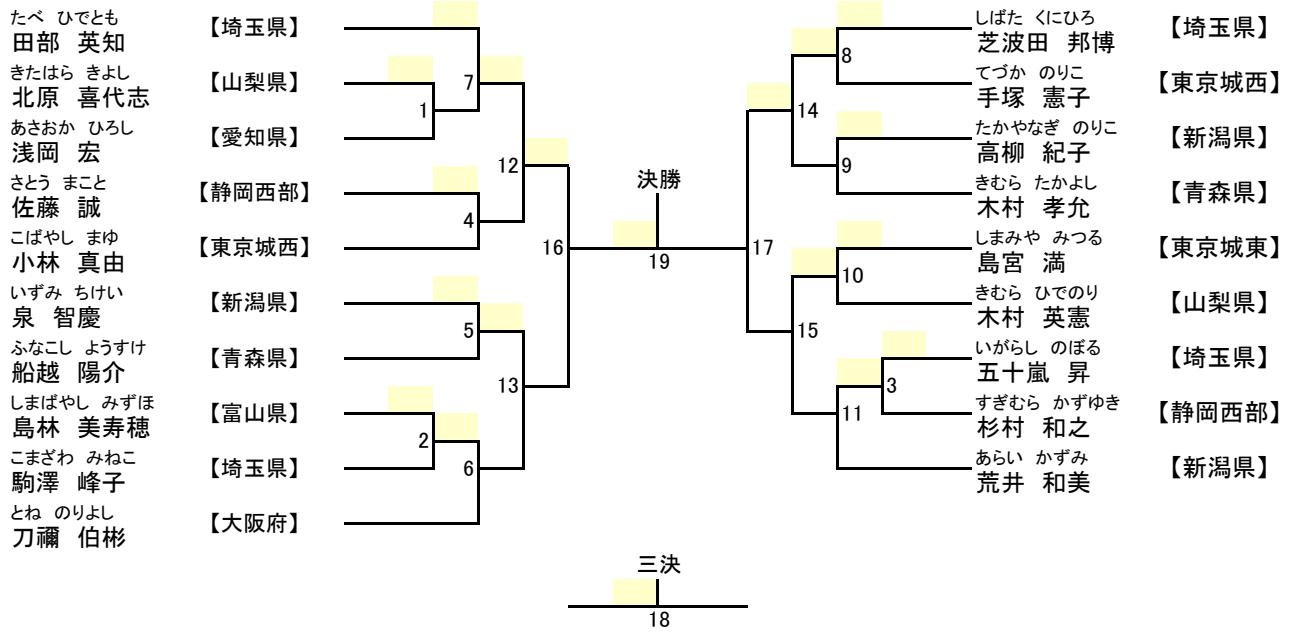 たべ ひでとも
田部 英知 【埼玉県】
きたはら きよし
北原 喜代志 【山梨県】
あさおか ひろし
浅岡 宏 【愛知県】
さとう まこと
佐藤 誠 【静岡西部】
こばやし まゆ
小林 真由 【東京城西】
いずみ ちけい
泉 智慶 【新潟県】
ふなこし ようすけ
船越 陽介 【青森県】
しまばやし みずほ
島林 美寿穂 【富山県】
こまざわ みねこ
駒澤 峰子 【埼玉県】
とね のりよし
刀禰 伯彬 【大阪府】
7
1
12
4
16
5
13
2
6
決勝
19
三決
18
8
14
9
17
10
15
3
11
しばた くにひろ
芝波田 邦博 【埼玉県】
てづか のりこ
手塚 憲子 【東京城西】
たかやなぎ のりこ
高柳 紀子 【新潟県】
きむら たかよし
木村 孝允 【青森県】
しまみや みつる
島宮 満 【東京城東】
きむら ひでのり
木村 英憲 【山梨県】
いがらし のぼる
五十嵐 昇 【埼玉県】
すぎむら かずゆき
杉村 和之 【静岡西部】
あらい かずみ
荒井 和美 【新潟県】